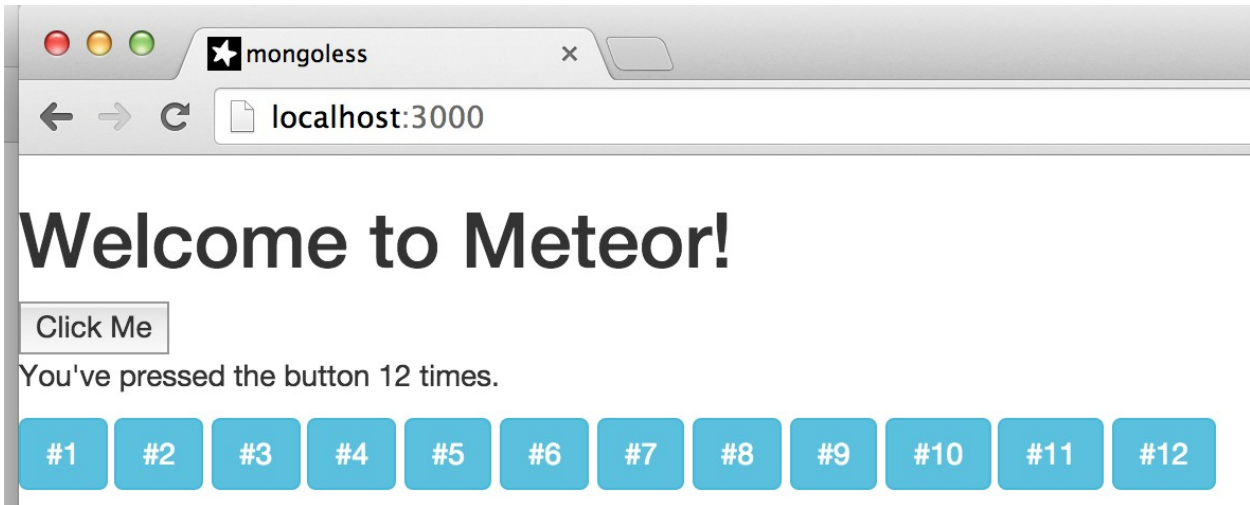 mongoless
localhost:3000
Welcome to Meteor!
Click Me
You've pressed the button 12 times.
#1 #2 #3 #4 #5 #6 #7 #8 #9 #10 #11 #12